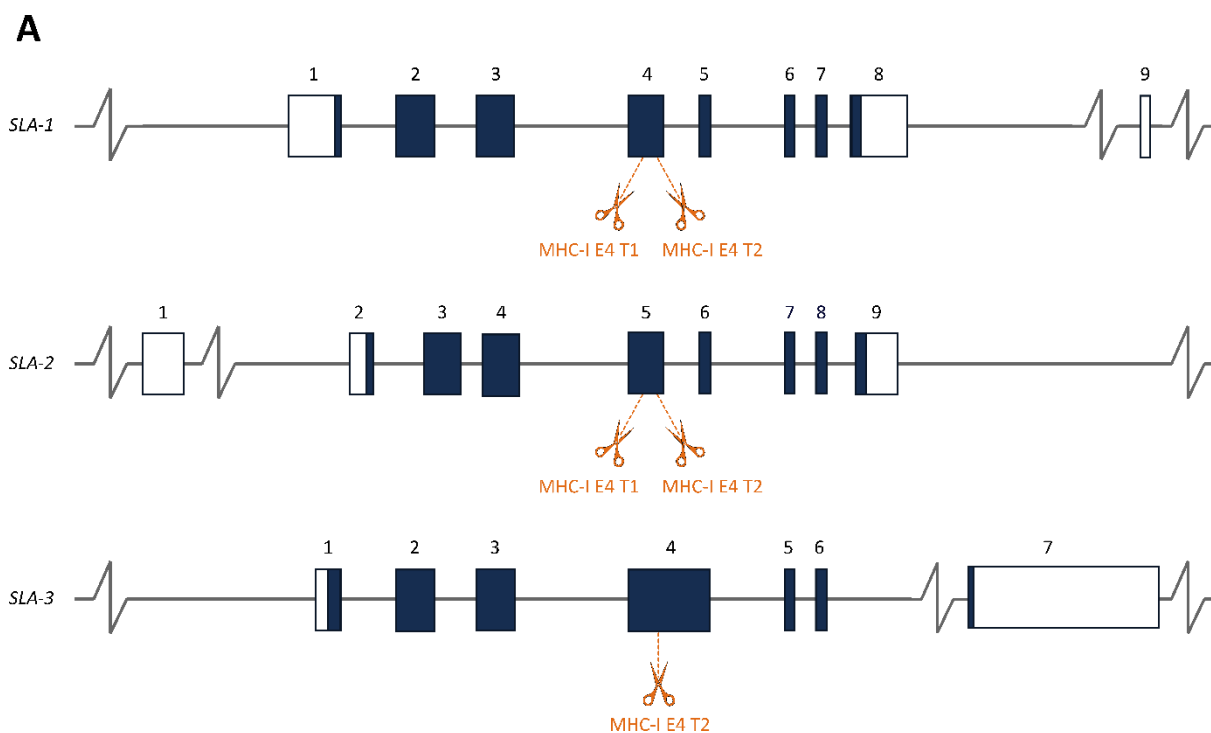 A
1 2 3 4 5 6 7 8 9
SLA-1
MHC-I E4 T1 MHC-I E4 T2
1 2 3 4 5 6 7 8 9
SLA-2
MHC-I E4 T1 MHC-I E4 T2
1 2 3 4 5 6 7
SLA-3
MHC-I E4 T2